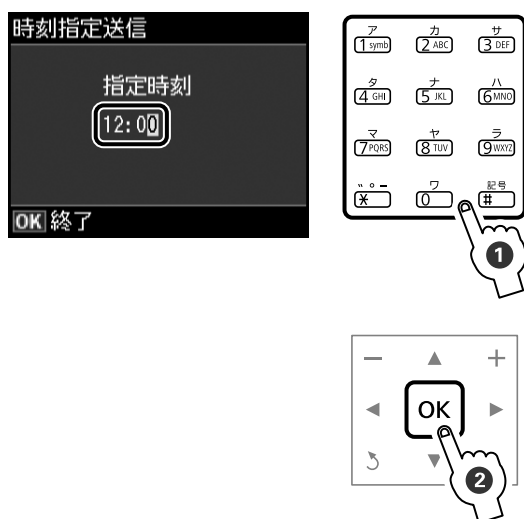 時刻指定送信
指定時刻
12:00
OK 終了
ア カ サ
1 symb 2 ABC 3 DEF
タ ナ ハ
4 GHI 5 JKL 6 MNO
マ ヤ ラ
7 PQRS 8 TUV 9 WXYZ
゛゜ー ワ 記号
* 0 #
1
− ▲ +
◀ OK ▶
▼
2